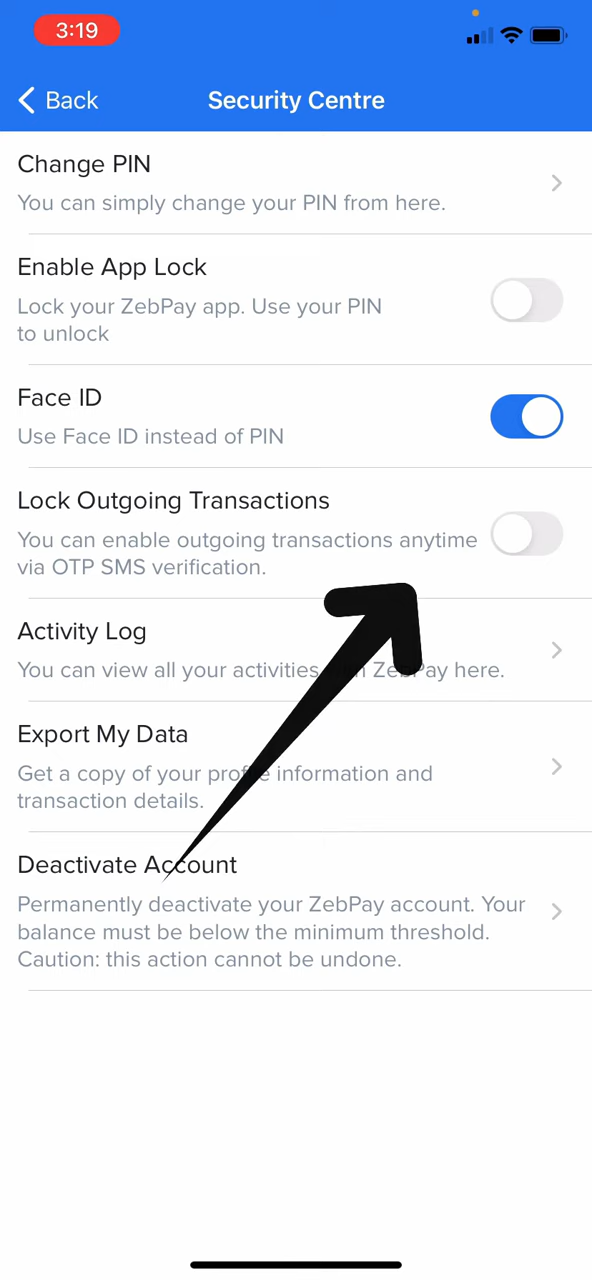 3:19
Back
Security Centre
Change PIN
You can simply change your PIN from here.
Enable App Lock
Lock your ZebPay app. Use your PIN
to unlock
Face ID
Use Face ID instead of PIN
Lock Outgoing Transactions
You can enable outgoing transactions anytime
via OTP SMS verification.
Activity Log
You can view all your activities ZebPay here.
Export My Data
Get a copy of your profile information and
transaction details.
Deactivate Account
Permanently deactivate your ZebPay account. Your
balance must be below the minimum threshold.
Caution: this action cannot be undone.